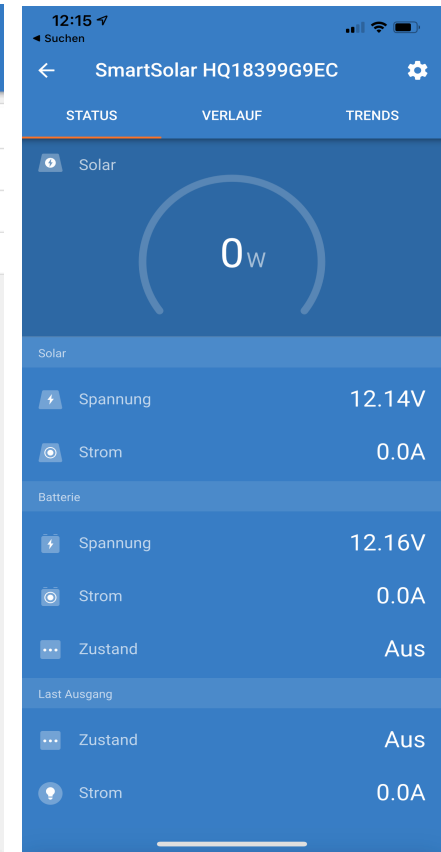 12:15
◄ Suchen
← SmartSolar HQ18399G9EC
STATUS VERLAUF TRENDS
Solar
0W
Solar
Spannung 12.14V
Strom 0.0A
Batterie
Spannung 12.16V
Strom 0.0A
Zustand Aus
Last Ausgang
Zustand Aus
Strom 0.0A